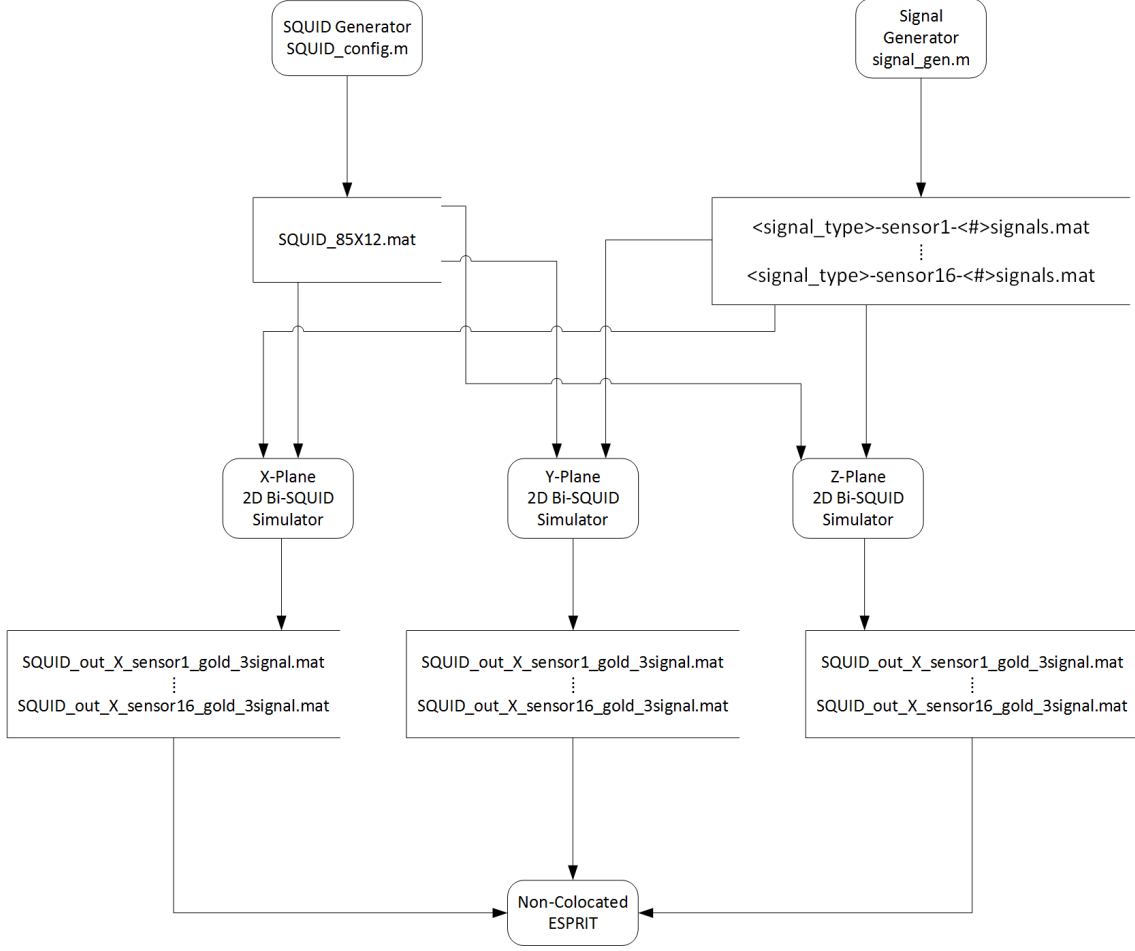 SQUID Generator
SQUID_config.m
Signal
Generator
signal_gen.m
SQUID_85X12.mat
<signal_type>-sensor1-<#>signals.mat
<signal_type>-sensor16-<#>signals.mat
X-Plane
2D Bi-SQUID
Simulator
Y-Plane
2D Bi-SQUID
Simulator
Z-Plane
2D Bi-SQUID
Simulator
SQUID_out_X_sensor1_gold_3signal.mat
SQUID_out_X_sensor16_gold_3signal.mat
SQUID_out_X_sensor1_gold_3signal.mat
SQUID_out_X_sensor16_gold_3signal.mat
SQUID_out_X_sensor1_gold_3signal.mat
SQUID_out_X_sensor16_gold_3signal.mat
Non-Colocated
ESPRIT